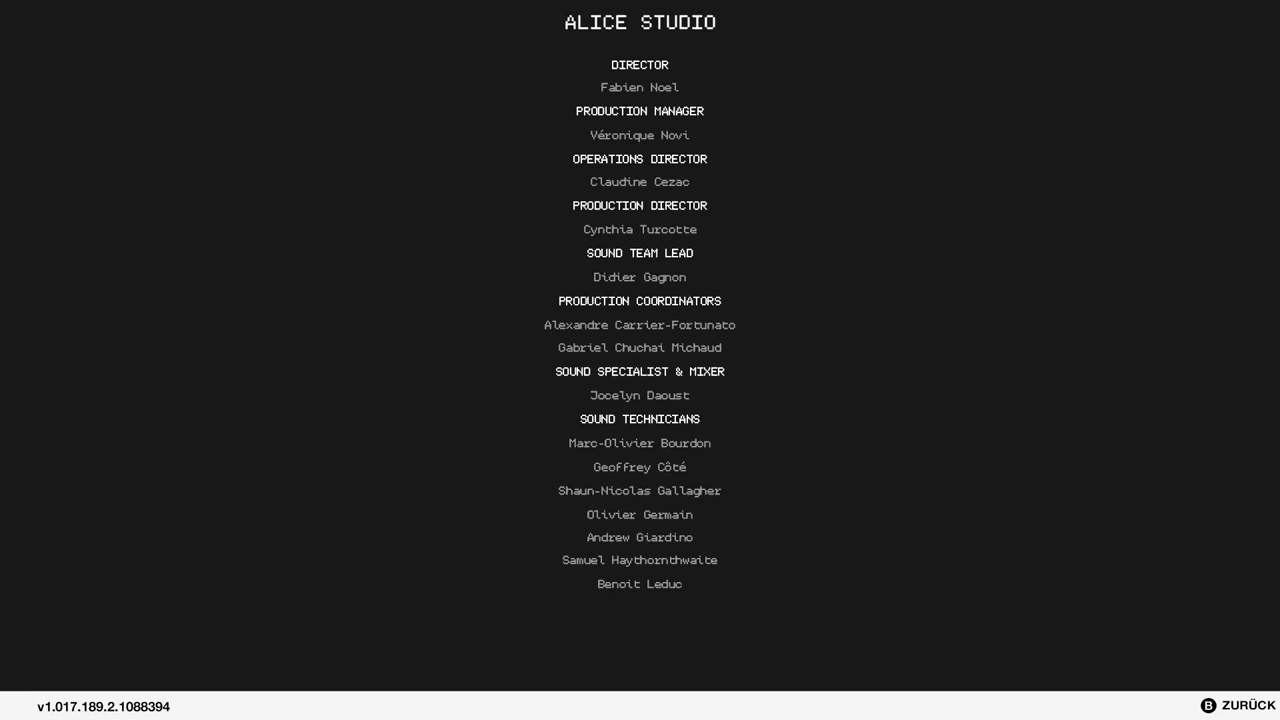 ALICE STUDIO
DIRECTOR
Fabien Noel
PRODUCTION MANAGER
Véronique Novi
OPERATIONS DIRECTOR
Claudine Cezac
PRODUCTION DIRECTOR
Cynthia Turcotte
SOUND TEAM LEAD
Didier Gagnon
PRODUCTION COORDINATORS
Alexandre Carrier-Fortunato
Gabriel Chuchai Michaud
SOUND SPECIALIST & MIXER
Jocelyn Daoust
SOUND TECHNICIANS
Marc-Olivier Bourdon
Geoffrey Côté
Shaun-Nicolas Gallagher
Olivier Germain
Andrew Giardino
Samuel Haythornthwaite
Benoit Leduc
v1.017.189.2.1088394
B ZURÜCK